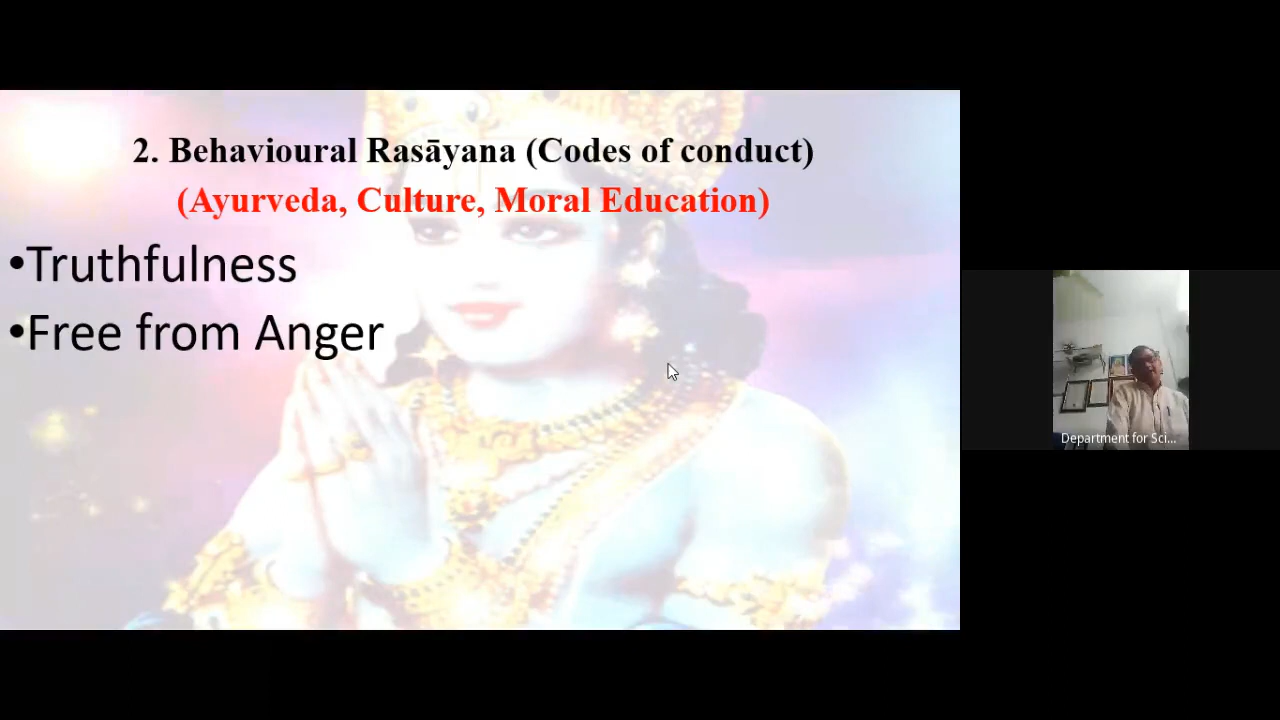 2. Behavioural Rasāyana (Codes of conduct)
(Ayurveda, Culture, Moral Education)
•Truthfulness
•Free from Anger
Department for Sci...